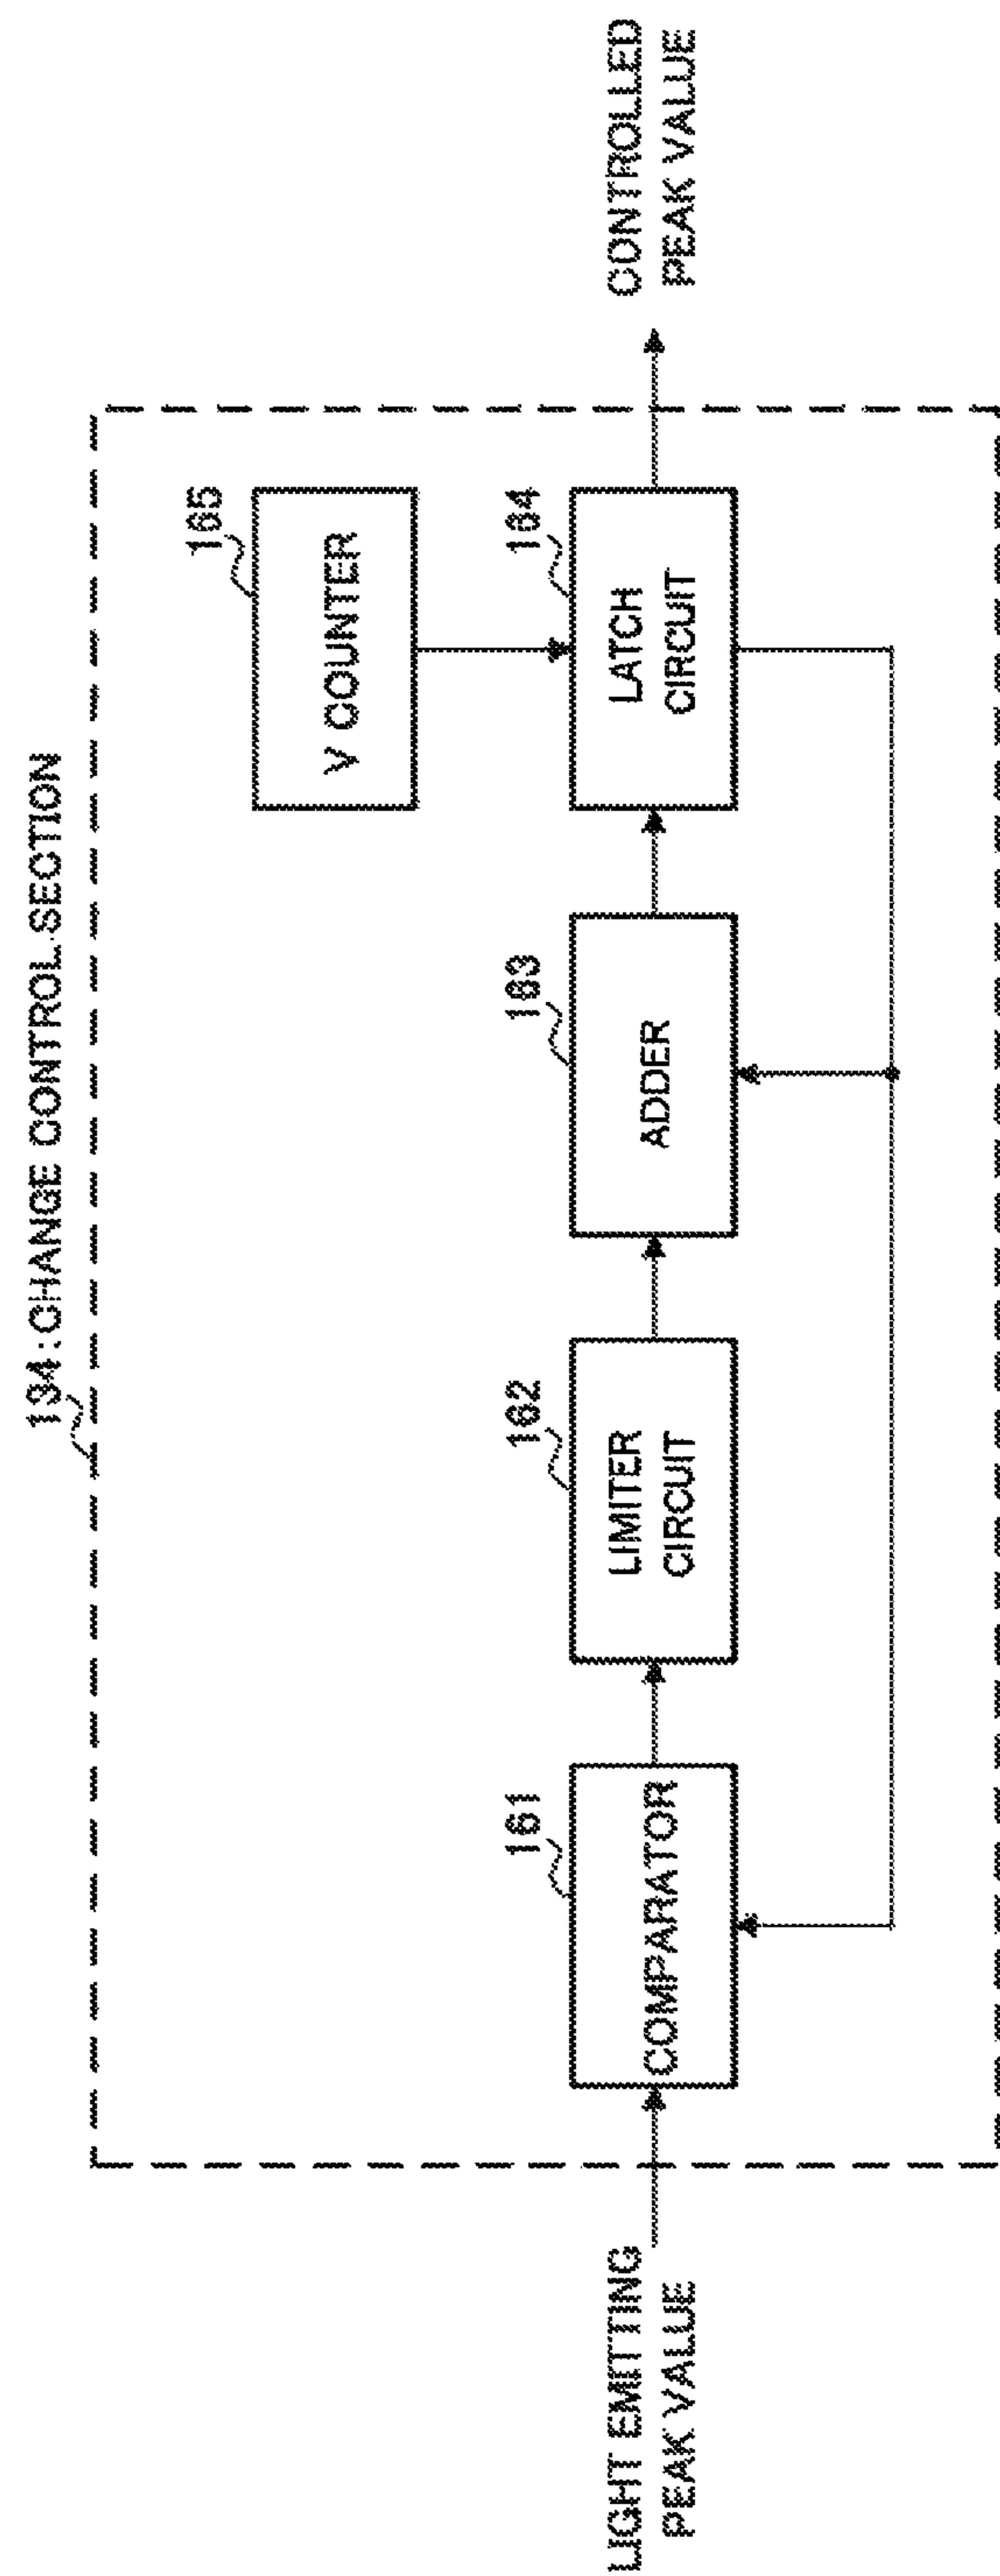 134 : CHANGE CONTROL SECTION
165
V COUNTER
161
162
163
164
COMPARATOR
LIMITER
CIRCUIT
ADDER
LATCH
CIRCUIT
LIGHT EMITTING
PEAK VALUE
CONTROLLED
PEAK VALUE